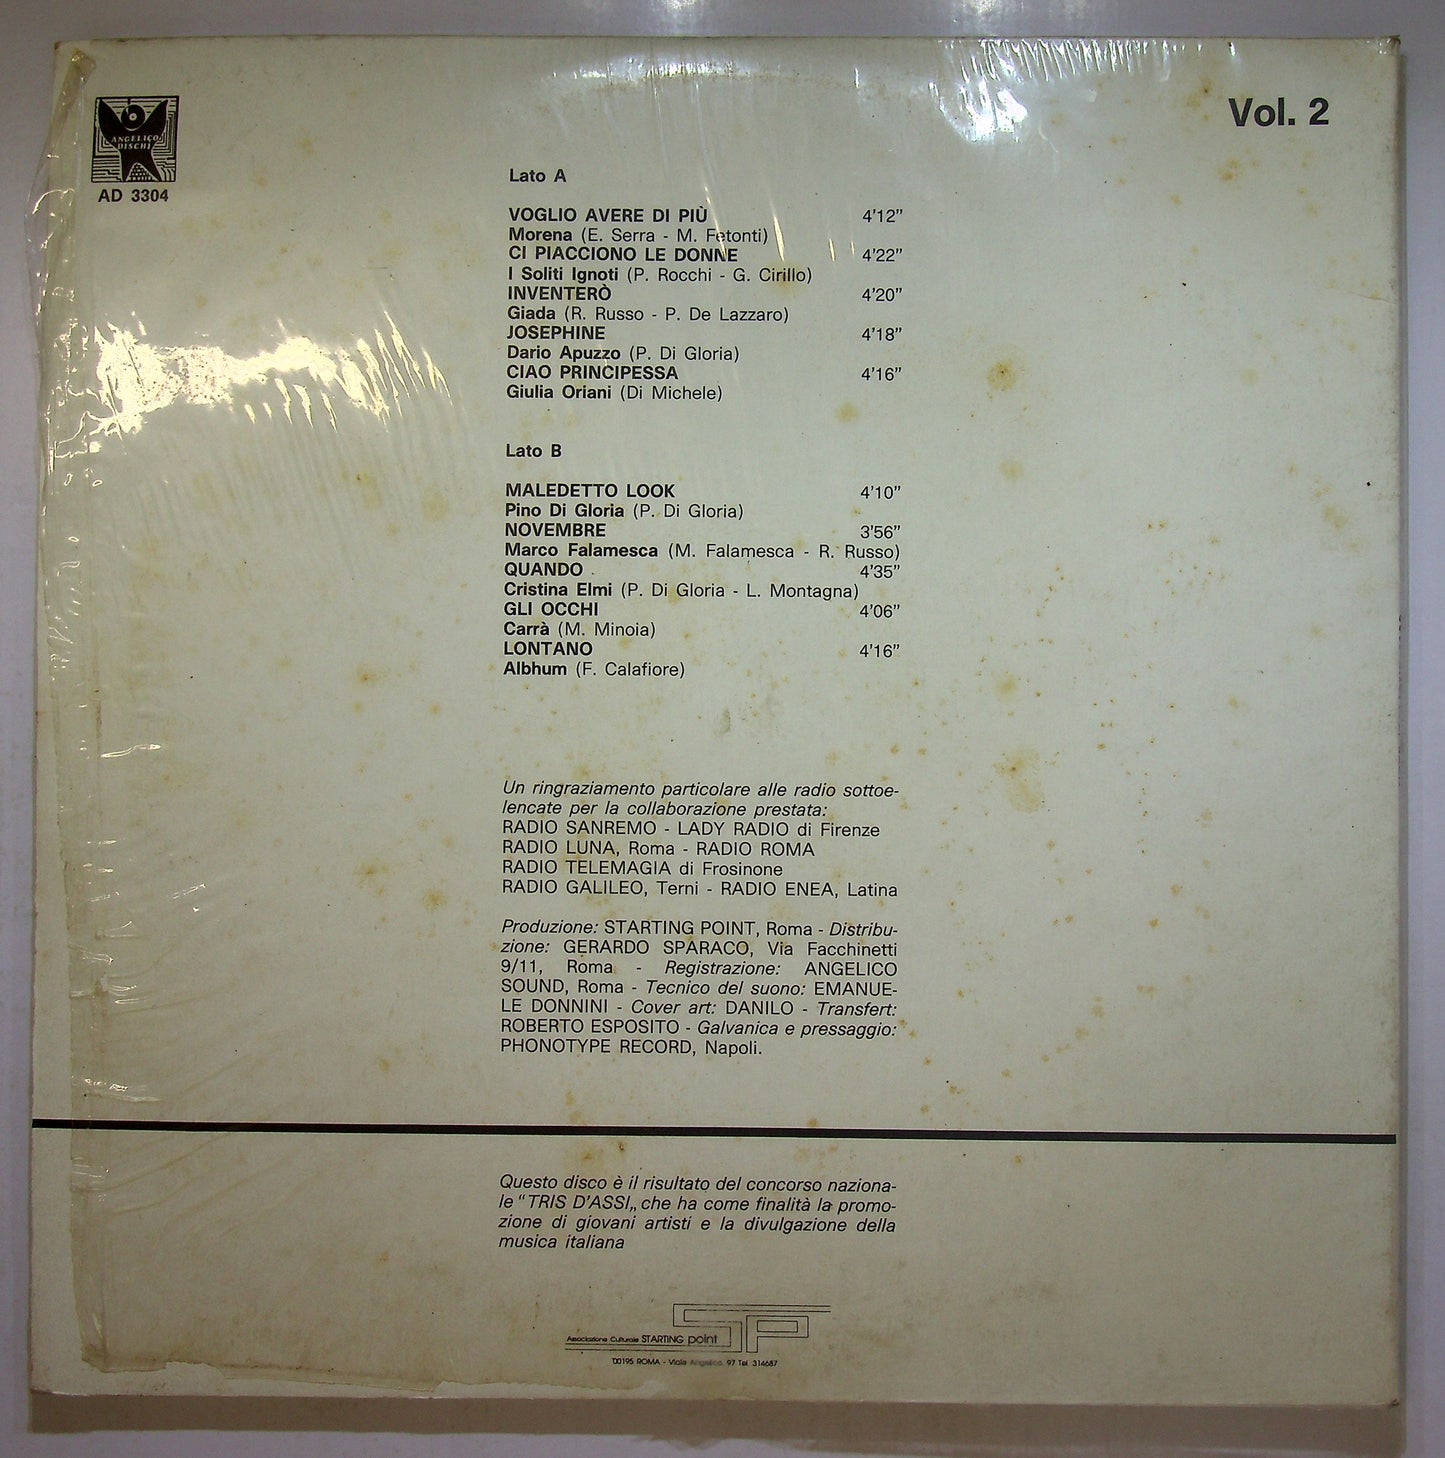 ANGELICO
DISCHI
AD 3304
Vol. 2
Lato A
VOGLIO AVERE DI PIÙ 4'12”
Morena (E. Serra - M. Fetonti)
CI PIACCIONO LE DONNE 4'22”
I Soliti Ignoti (P. Rocchi - G. Cirillo)
INVENTERÒ 4'20”
Giada (R. Russo - P. De Lazzaro)
JOSEPHINE 4'18”
Dario Apuzzo (P. Di Gloria)
CIAO PRINCIPESSA 4'16”
Giulia Oriani (Di Michele)
Lato B
MALEDETTO LOOK 4'10”
Pino Di Gloria (P. Di Gloria)
NOVEMBRE 3'56”
Marco Falamesca (M. Falamesca - R. Russo)
QUANDO 4'35”
Cristina Elmi (P. Di Gloria - L. Montagna)
GLI OCCHI 4'06”
Carrà (M. Minoia)
LONTANO 4'16”
Albhum (F. Calafiore)
Un ringraziamento particolare alle radio sottoe-
lencate per la collaborazione prestata:
RADIO SANREMO - LADY RADIO di Firenze
RADIO LUNA, Roma - RADIO ROMA
RADIO TELEMAGIA di Frosinone
RADIO GALILEO, Terni - RADIO ENEA, Latina
Produzione: STARTING POINT, Roma - Distribu-
zione: GERARDO SPARACO, Via Facchinetti
9/11, Roma - Registrazione: ANGELICO
SOUND, Roma - Tecnico del suono: EMANUE-
LE DONNINI - Cover art: DANILO - Transfert:
ROBERTO ESPOSITO - Galvanica e pressaggio:
PHONOTYPE RECORD, Napoli.
Questo disco è il risultato del concorso naziona-
le “TRIS D'ASSI„ che ha come finalità la promo-
zione di giovani artisti e la divulgazione della
musica italiana
SP
Associazione Culturale STARTING point
00195 ROMA - Viale Angelico, 97 Tel. 314687